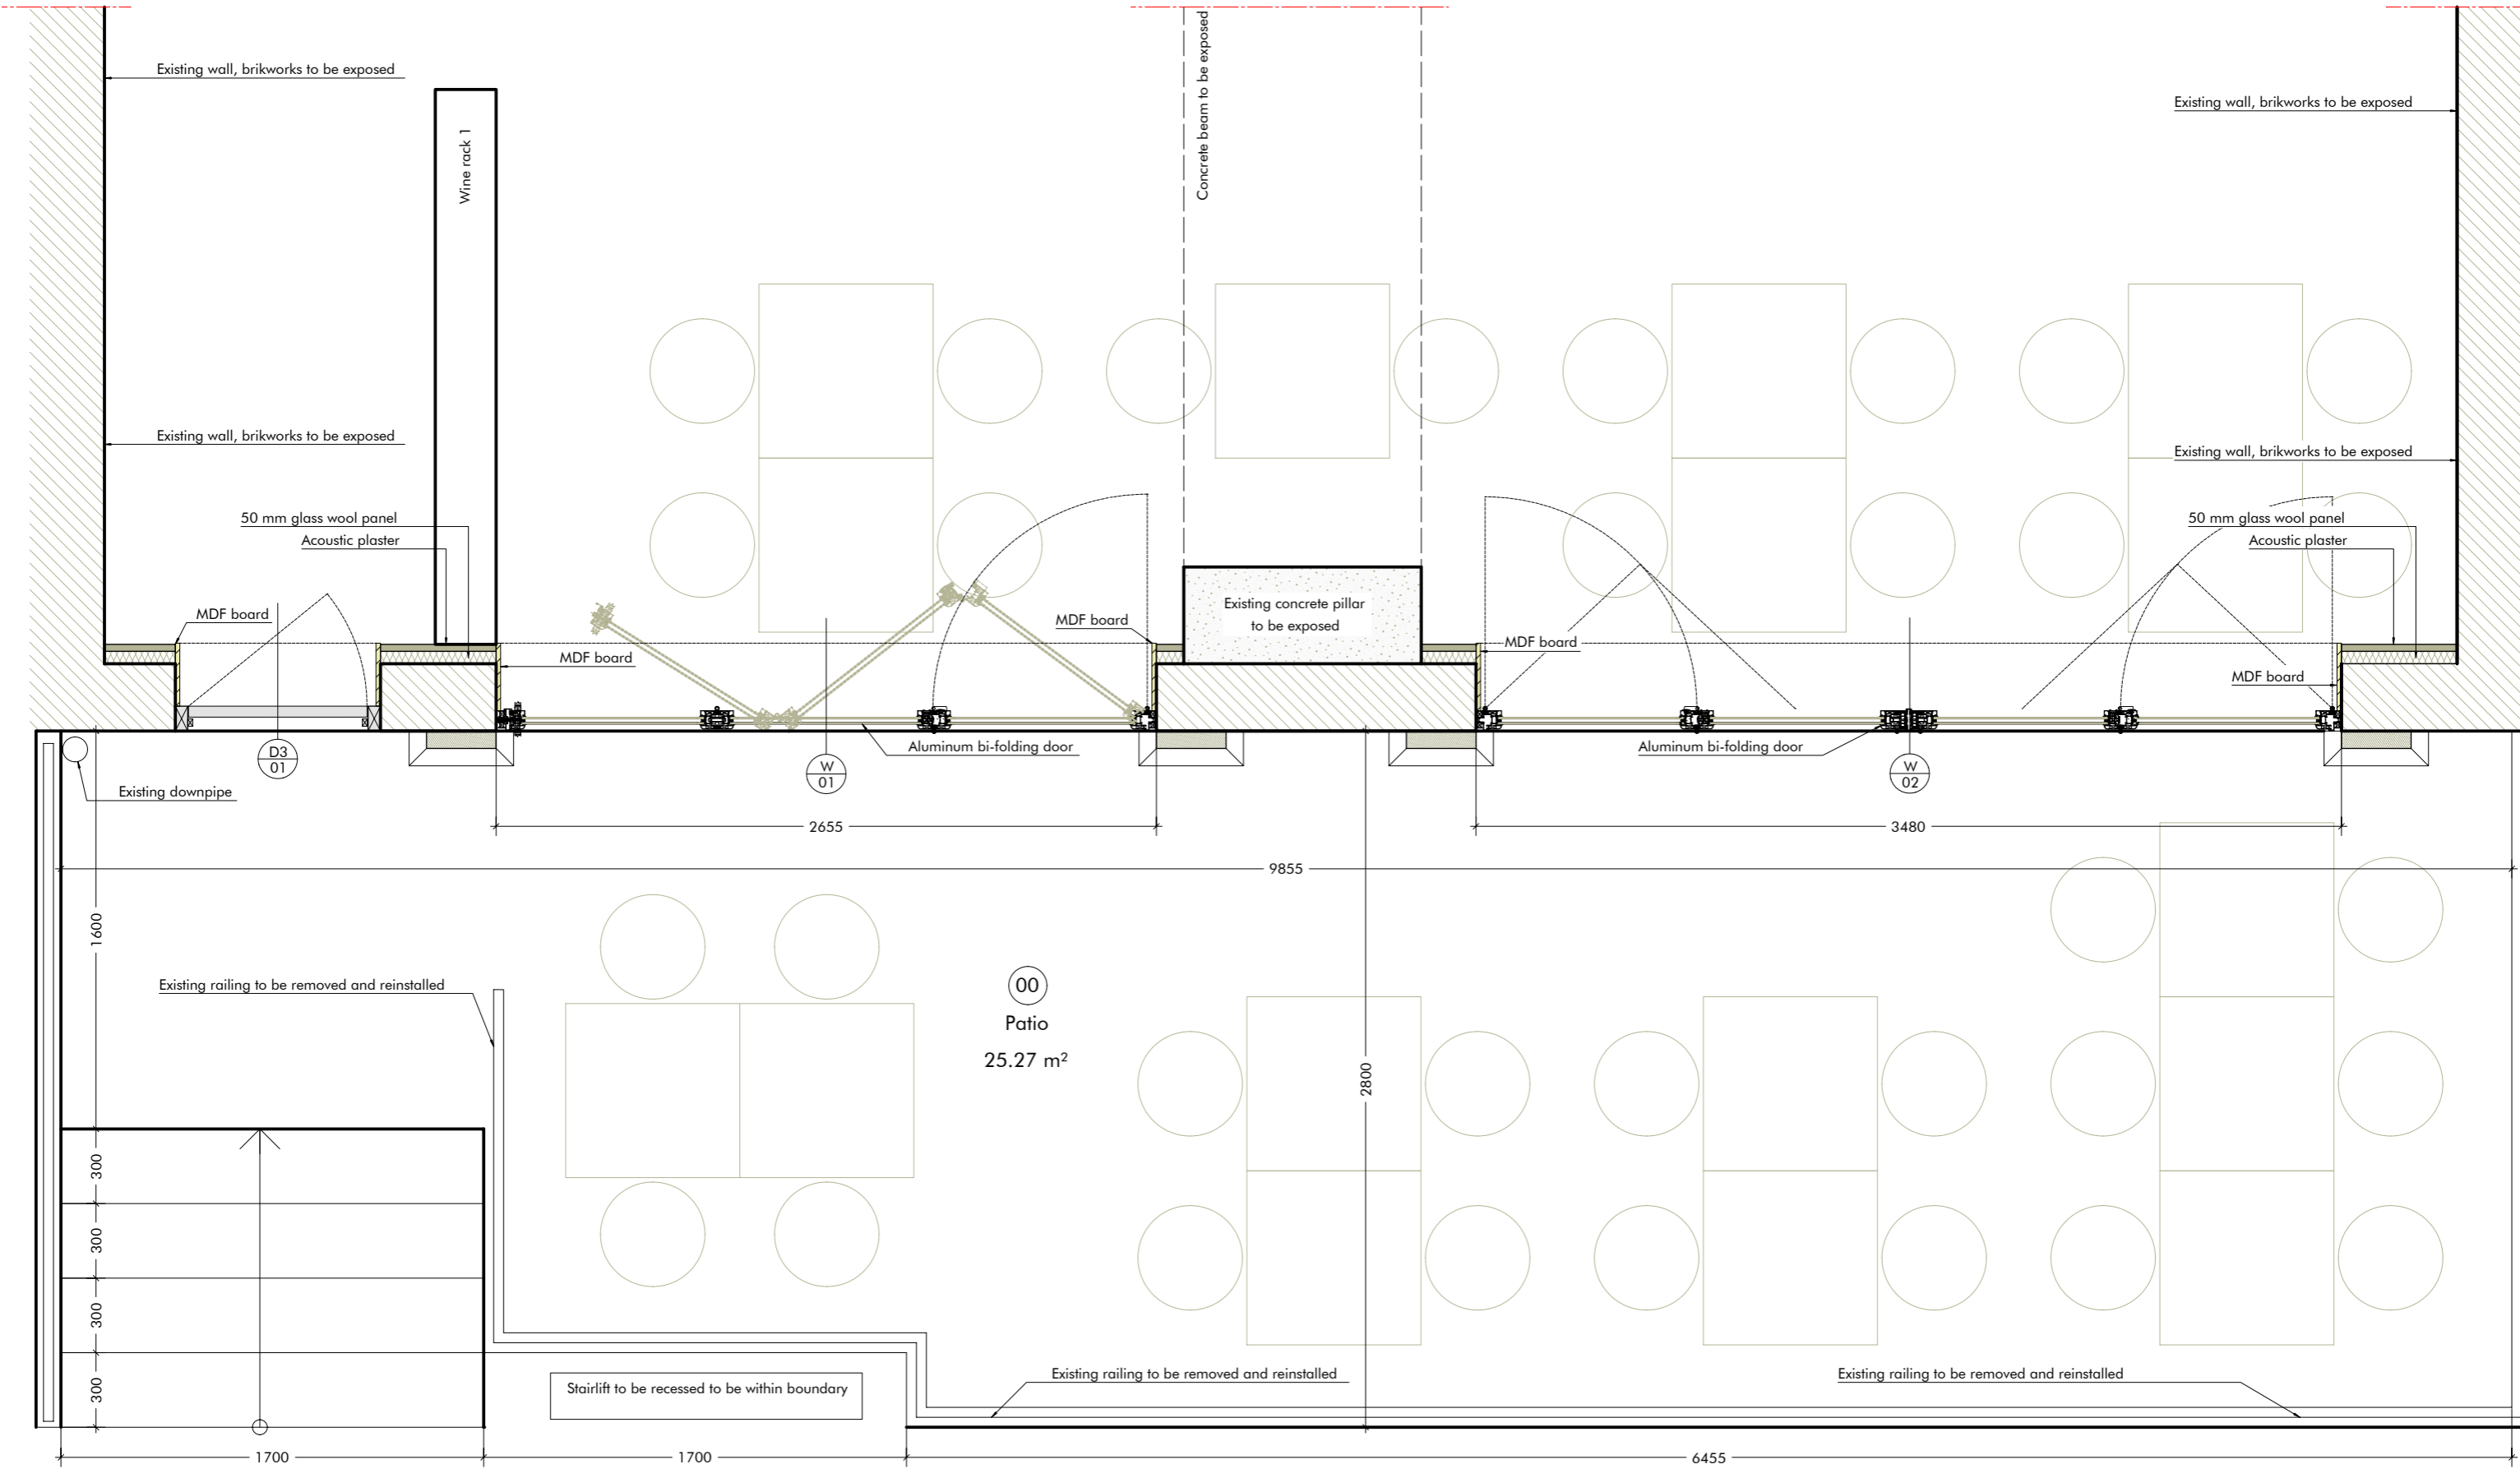 Existing wall, brikworks to be exposed
Wine rack 1
Concrete beam to be exposed
Existing wall, brikworks to be exposed
Existing wall, brikworks to be exposed
Existing wall, brikworks to be exposed
50 mm glass wool panel
Acoustic plaster
50 mm glass wool panel
Acoustic plaster
MDF board
MDF board
MDF board
Existing concrete pillar
to be exposed
MDF board
MDF board
D3
01
W
01
Aluminum bi-folding door
Aluminum bi-folding door
W
02
Existing downpipe
2655
3480
9855
1600
Existing railing to be removed and reinstalled
00
Patio
25.27 m²
2800
300
300
300
300
Stairlift to be recessed to be within boundary
Existing railing to be removed and reinstalled
Existing railing to be removed and reinstalled
1700
1700
6455